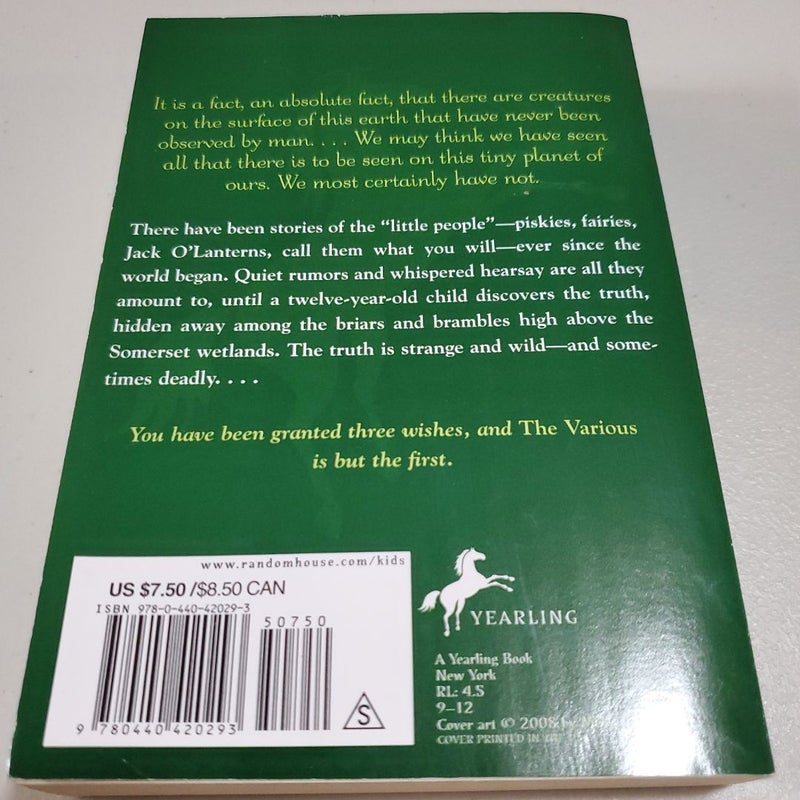 It is a fact, an absolute fact, that there are creatures
on the surface of this earth that have never been
observed by man. . . . We may think we have seen
all that there is to be seen on this tiny planet of
ours. We most certainly have not.
There have been stories of the “little people”—piskies, fairies,
Jack O’Lanterns, call them what you will—ever since the
world began. Quiet rumors and whispered hearsay are all they
amount to, until a twelve-year-old child discovers the truth,
hidden away among the briars and brambles high above the
Somerset wetlands. The truth is strange and wild—and some-
times deadly. . . .
You have been granted three wishes, and The Various
is but the first.
www.randomhouse.com/kids
US $7.50 /$8.50 CAN
ISBN 978-0-440-42029-3
50750
9 780440 420293
S
YEARLING
A Yearling Book
New York
RL: 4.5
9–12
Cover art © 2008
COVER PRINTED IN